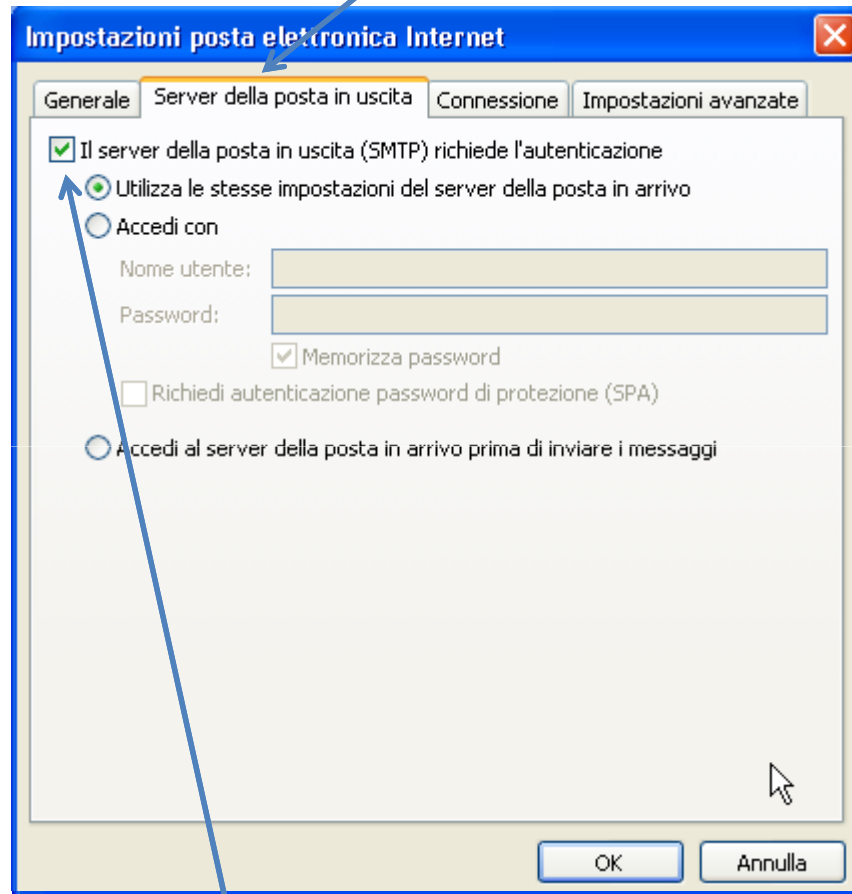 Impostazioni posta elettronica Internet
Generale Server della posta in uscita Connessione Impostazioni avanzate
Il server della posta in uscita (SMTP) richiede l'autenticazione
Utilizza le stesse impostazioni del server della posta in arrivo
Accedi con
Nome utente:
Password:
Memorizza password
Richiedi autenticazione password di protezione (SPA)
Accedi al server della posta in arrivo prima di inviare i messaggi
OK Annulla